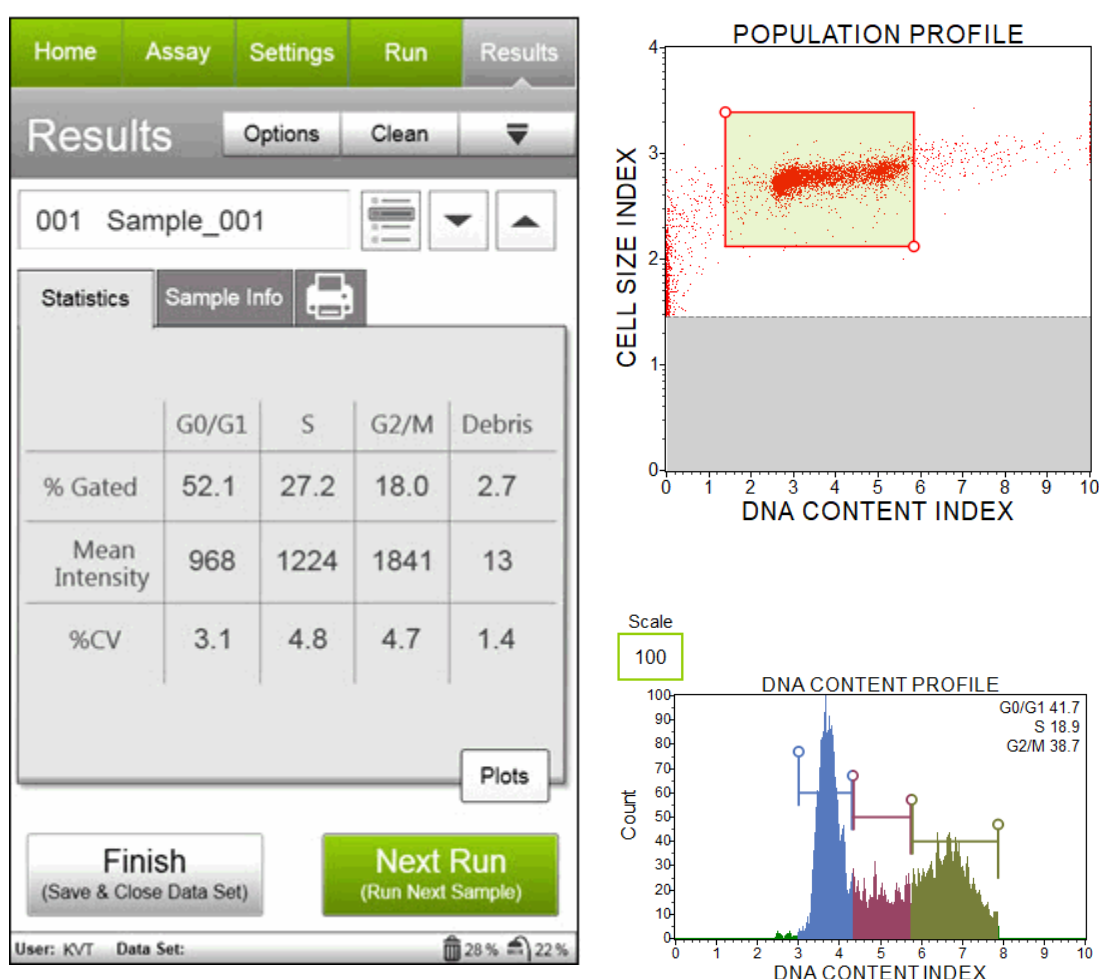 Home Assay Settings Run Results
Results Options Clean
001 Sample_001
Statistics Sample Info
G0/G1 S G2/M Debris
% Gated 52.1 27.2 18.0 2.7
Mean
Intensity 968 1224 1841 13
%CV 3.1 4.8 4.7 1.4
Plots
Finish
(Save & Close Data Set)
Next Run
(Run Next Sample)
User: KVT Data Set: 28 % 22 %
POPULATION PROFILE
CELL SIZE INDEX
4
3
2
1
0
0 1 2 3 4 5 6 7 8 9 10
DNA CONTENT INDEX
Scale
100
DNA CONTENT PROFILE
G0/G1 41.7
S 18.9
G2/M 38.7
Count
100
90
80
70
60
50
40
30
20
10
0
0 1 2 3 4 5 6 7 8 9 10
DNA CONTENT INDEX